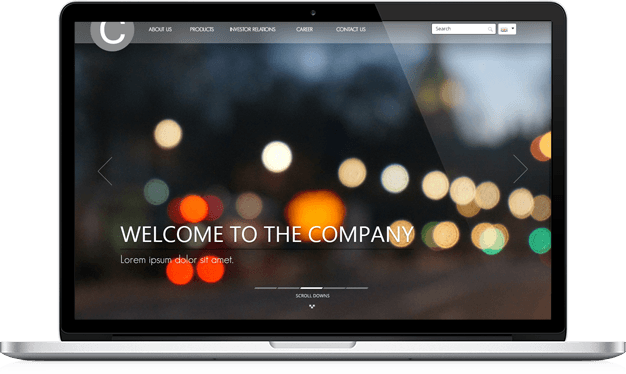 C
ABOUT US PRODUCTS INVESTOR RELATIONS CAREER CONTACT US Search
WELCOME TO THE COMPANY
Lorem ipsum dolor sit amet.
SCROLL DOWNS